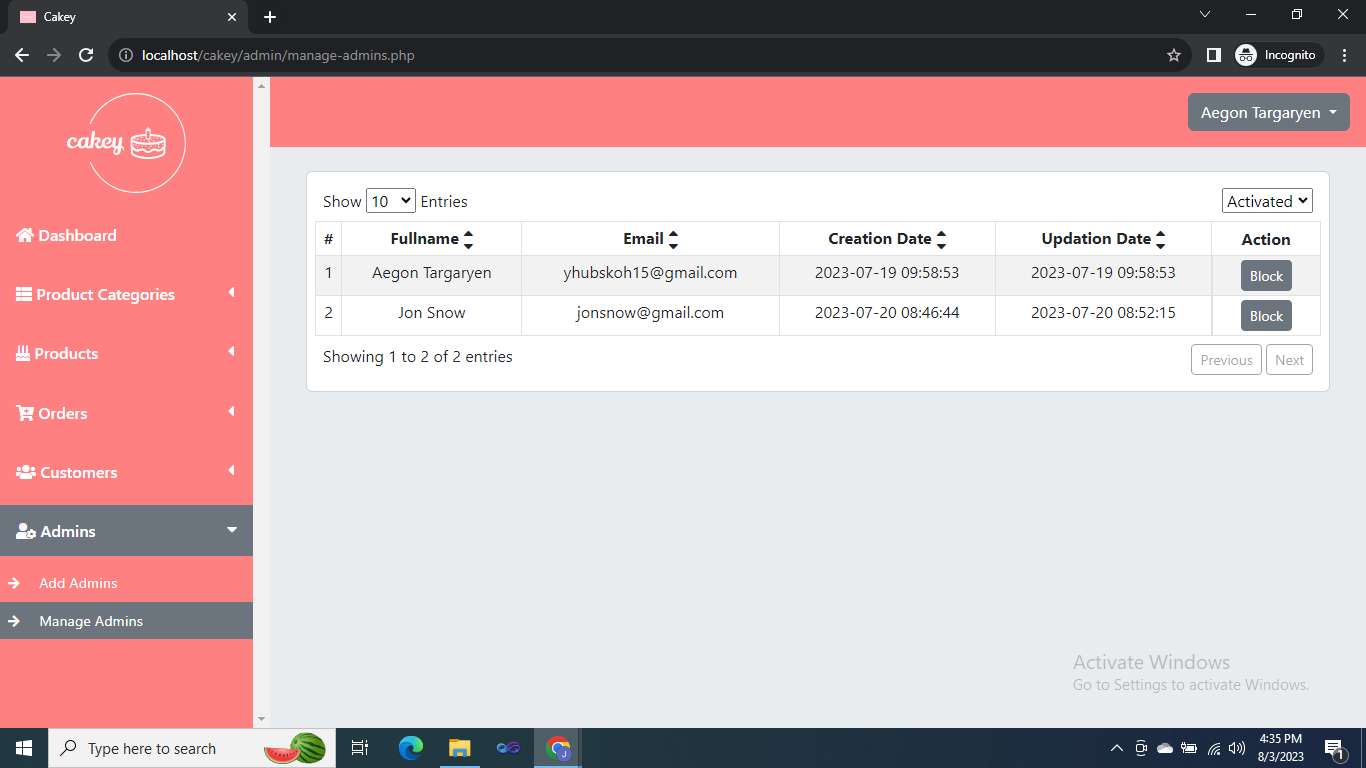 Cakey
localhost/cakey/admin/manage-admins.php
Incognito
cakey
Aegon Targaryen
Dashboard
Product Categories
Products
Orders
Customers
Admins
Add Admins
Manage Admins
Show 10 Entries
Activated
# Fullname Email Creation Date Updation Date Action
1 Aegon Targaryen yhubskoh15@gmail.com 2023-07-19 09:58:53 2023-07-19 09:58:53 Block
2 Jon Snow jonsnow@gmail.com 2023-07-20 08:46:44 2023-07-20 08:52:15 Block
Showing 1 to 2 of 2 entries
Previous Next
Activate Windows
Go to Settings to activate Windows.
Type here to search
J
4:35 PM
8/3/2023
1